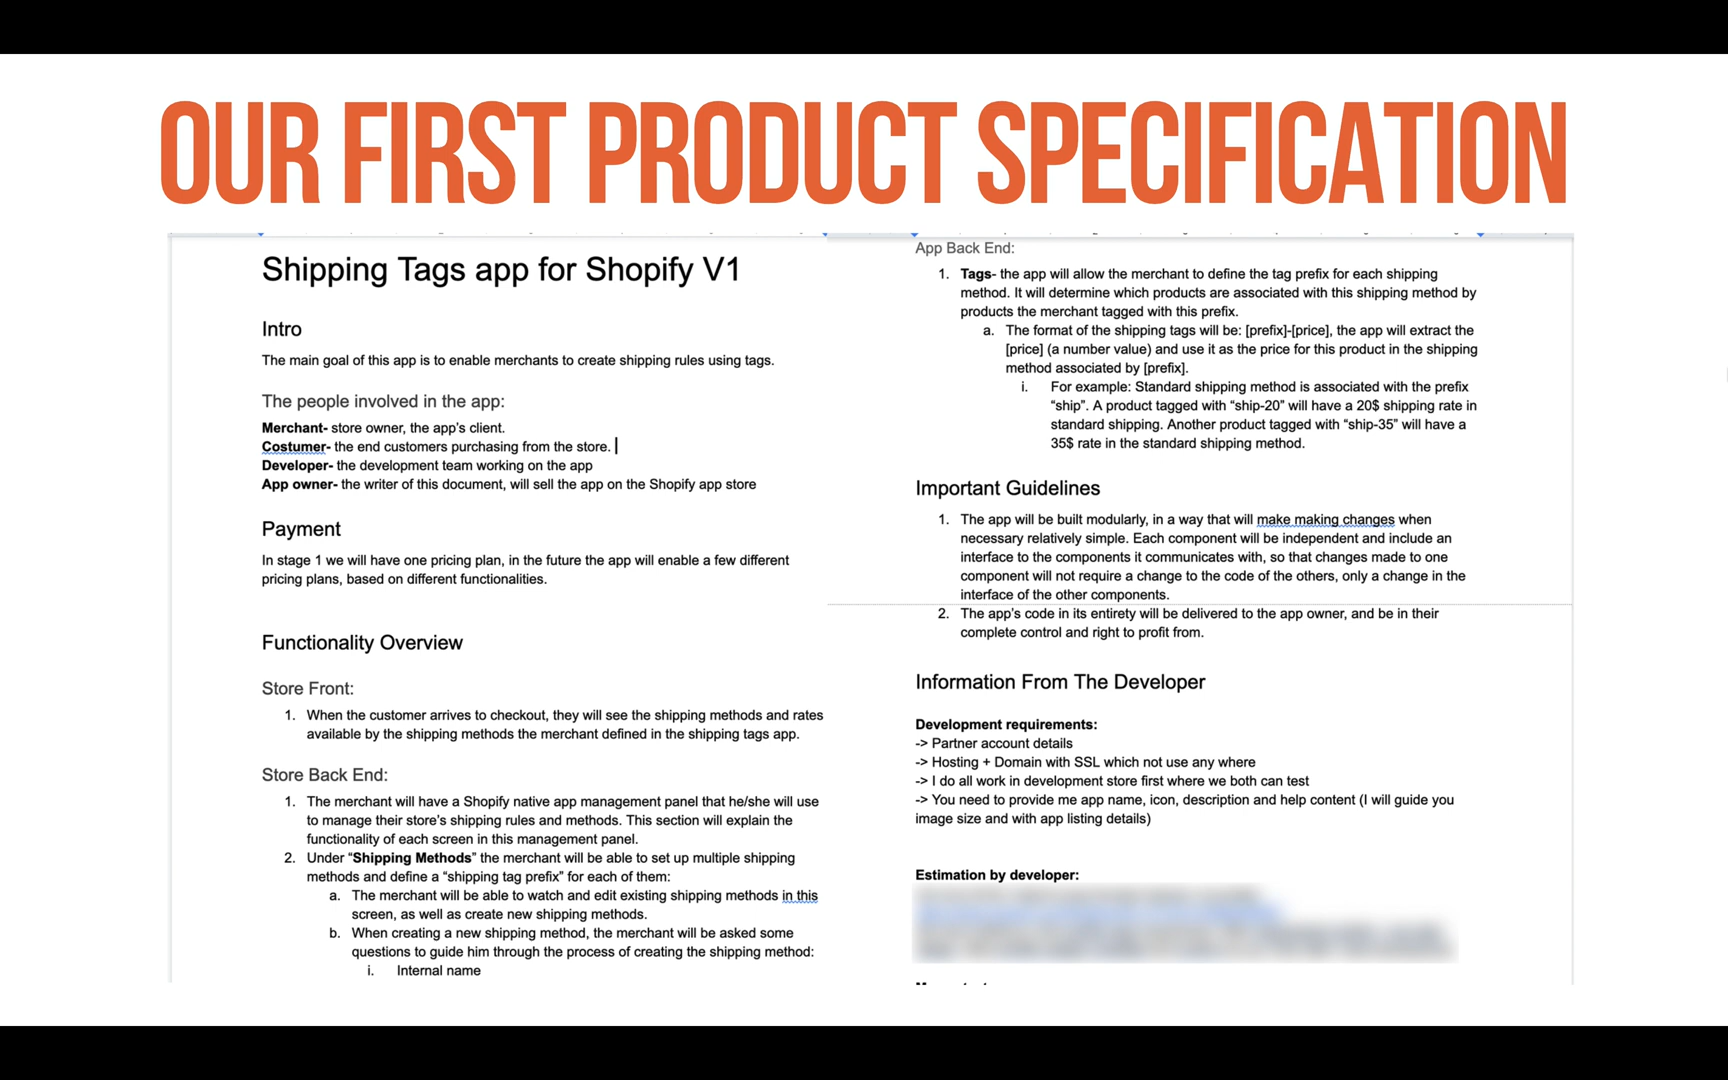 OUR FIRST PRODUCT SPECIFICATION
Shipping Tags app for Shopify V1
Intro
The main goal of this app is to enable merchants to create shipping rules using tags.
The people involved in the app:
Merchant- store owner, the app's client.
Costumer- the end customers purchasing from the store.
Developer- the development team working on the app
App owner- the writer of this document, will sell the app on the Shopify app store
Payment
In stage 1 we will have one pricing plan, in the future the app will enable a few different
pricing plans, based on different functionalities.
Functionality Overview
Store Front:
1. When the customer arrives to checkout, they will see the shipping methods and rates
available by the shipping methods the merchant defined in the shipping tags app.
Store Back End:
1. The merchant will have a Shopify native app management panel that he/she will use
to manage their store's shipping rules and methods. This section will explain the
functionality of each screen in this management panel.
2. Under “Shipping Methods” the merchant will be able to set up multiple shipping
methods and define a “shipping tag prefix” for each of them:
a. The merchant will be able to watch and edit existing shipping methods in this
screen, as well as create new shipping methods.
b. When creating a new shipping method, the merchant will be asked some
questions to guide him through the process of creating the shipping method:
i. Internal name
App Back End:
1. Tags- the app will allow the merchant to define the tag prefix for each shipping
method. It will determine which products are associated with this shipping method by
products the merchant tagged with this prefix.
a. The format of the shipping tags will be: [prefix]-[price], the app will extract the
[price] (a number value) and use it as the price for this product in the shipping
method associated by [prefix].
i. For example: Standard shipping method is associated with the prefix
“ship”. A product tagged with “ship-20” will have a 20$ shipping rate in
standard shipping. Another product tagged with “ship-35” will have a
35$ rate in the standard shipping method.
Important Guidelines
1. The app will be built modularly, in a way that will make making changes when
necessary relatively simple. Each component will be independent and include an
interface to the components it communicates with, so that changes made to one
component will not require a change to the code of the others, only a change in the
interface of the other components.
2. The app's code in its entirety will be delivered to the app owner, and be in their
complete control and right to profit from.
Information From The Developer
Development requirements:
-> Partner account details
-> Hosting + Domain with SSL which not use any where
-> I do all work in development store first where we both can test
-> You need to provide me app name, icon, description and help content (I will guide you
image size and with app listing details)
Estimation by developer: